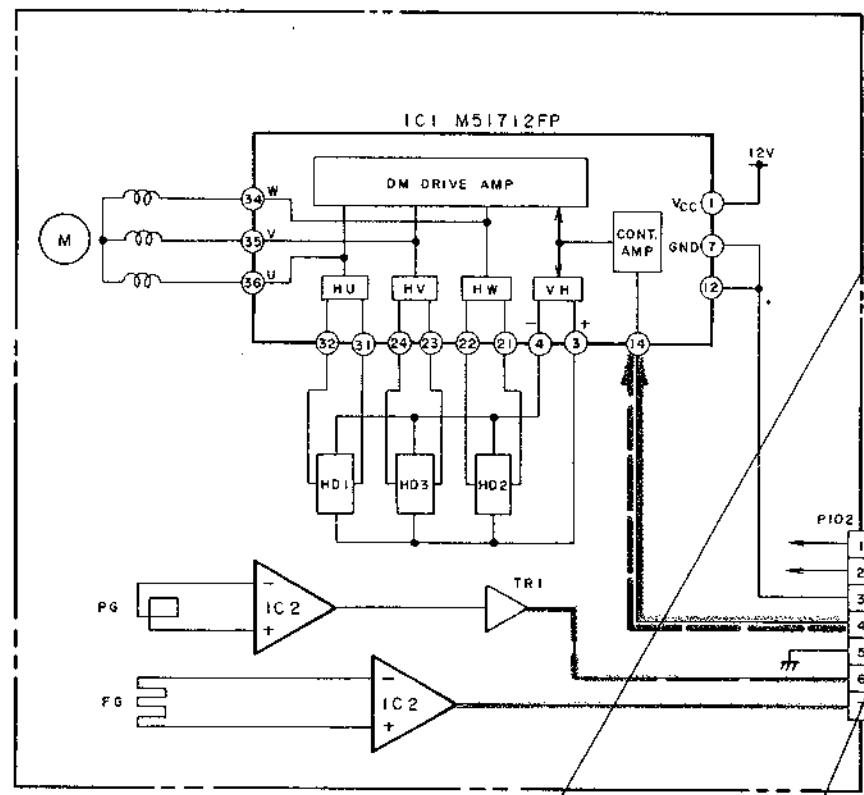 IC1 M51712FP
12V
DM DRIVE AMP
34 W
VCC 1
M
35 V
CONT. AMP
GND 7
36 U
HU
HV
HW
VH
12
- +
32 31 24 23 22 21 4 3 14
HD1
HD3
HD2
P102
1
2
TR1
PG
- IC2 +
3
4
5
6
FG
- IC2 +
7